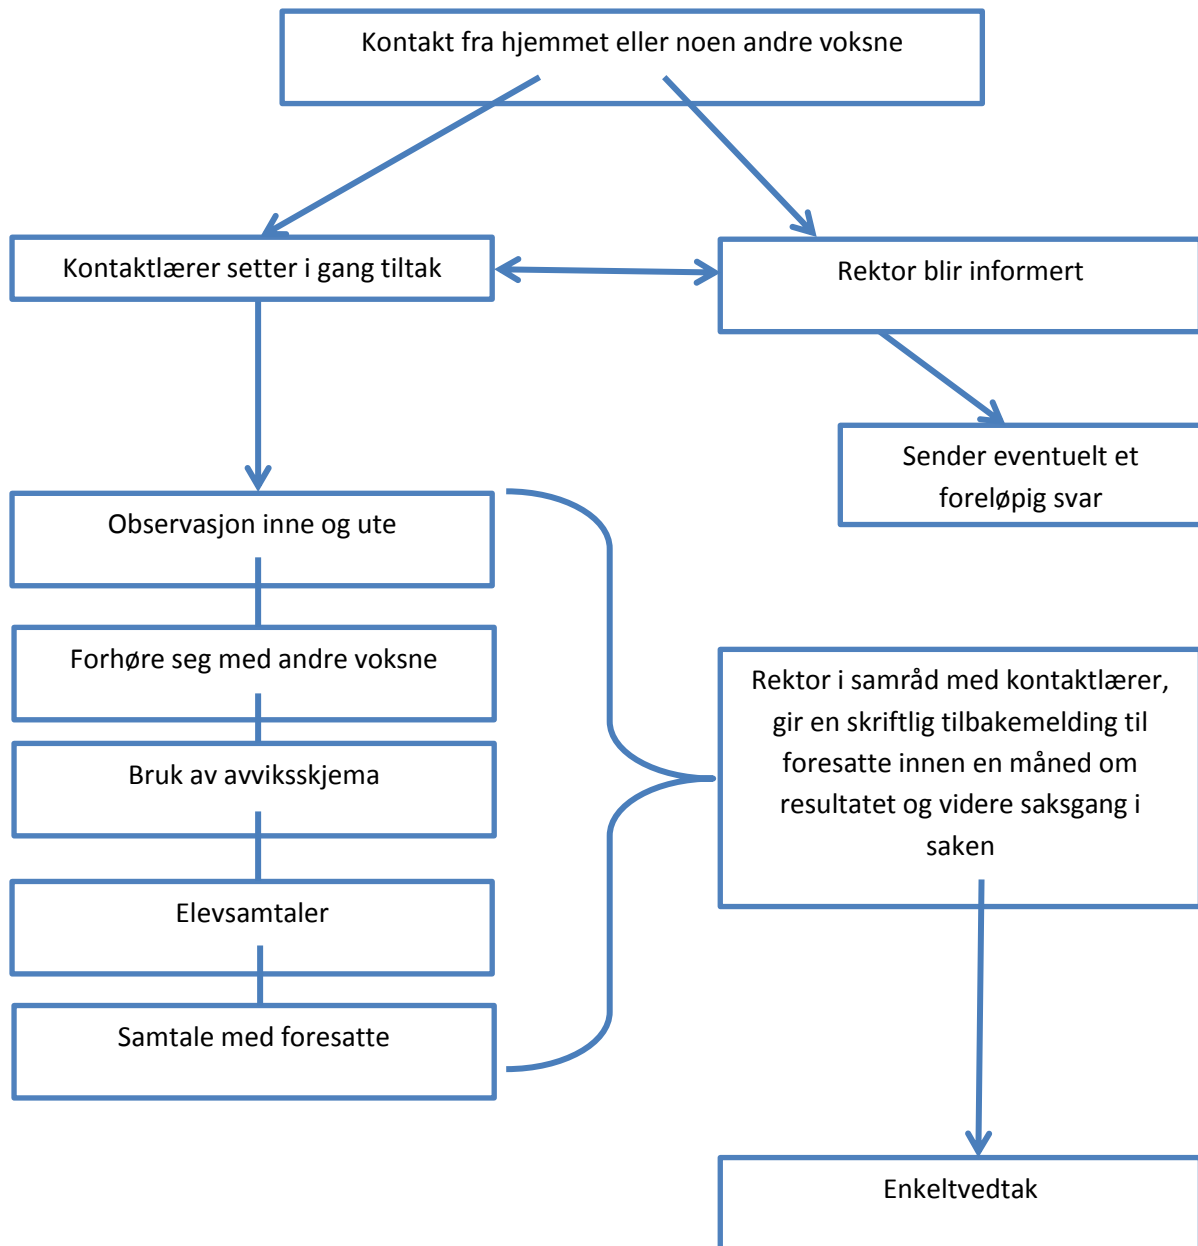 Kontakt fra hjemmet eller noen andre voksne
Kontaktlærer setter i gang tiltak
Rektor blir informert
Sender eventuelt et
foreløpig svar
Observasjon inne og ute
Forhøre seg med andre voksne
Bruk av avviksskjema
Elevsamtaler
Samtale med foresatte
Rektor i samråd med kontaktlærer,
gir en skriftlig tilbakemelding til
foresatte innen en måned om
resultatet og videre saksgang i
saken
Enkeltvedtak